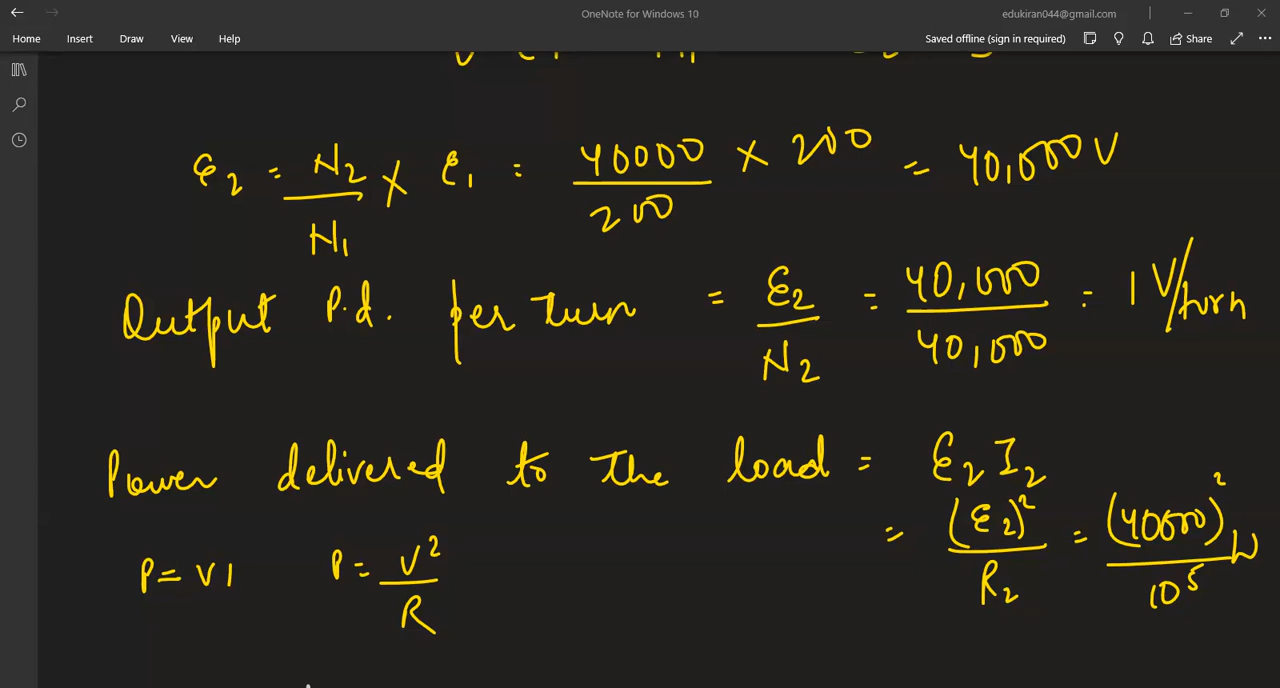 OneNote for Windows 10
edukiran044@gmail.com
Home Insert Draw View Help
Saved offline (sign in required) Share
ε₂ = N₂/N₁ × ε₁ = 40000/200 × 200 = 40,000 V
Output P.d. per turn = ε₂/N₂ = 40,000/40,000 = 1 V/turn
Power delivered to the load = ε₂ I₂
= (ε₂)²/R₂ = (40000)²/10⁵ W
P = VI P = V²/R